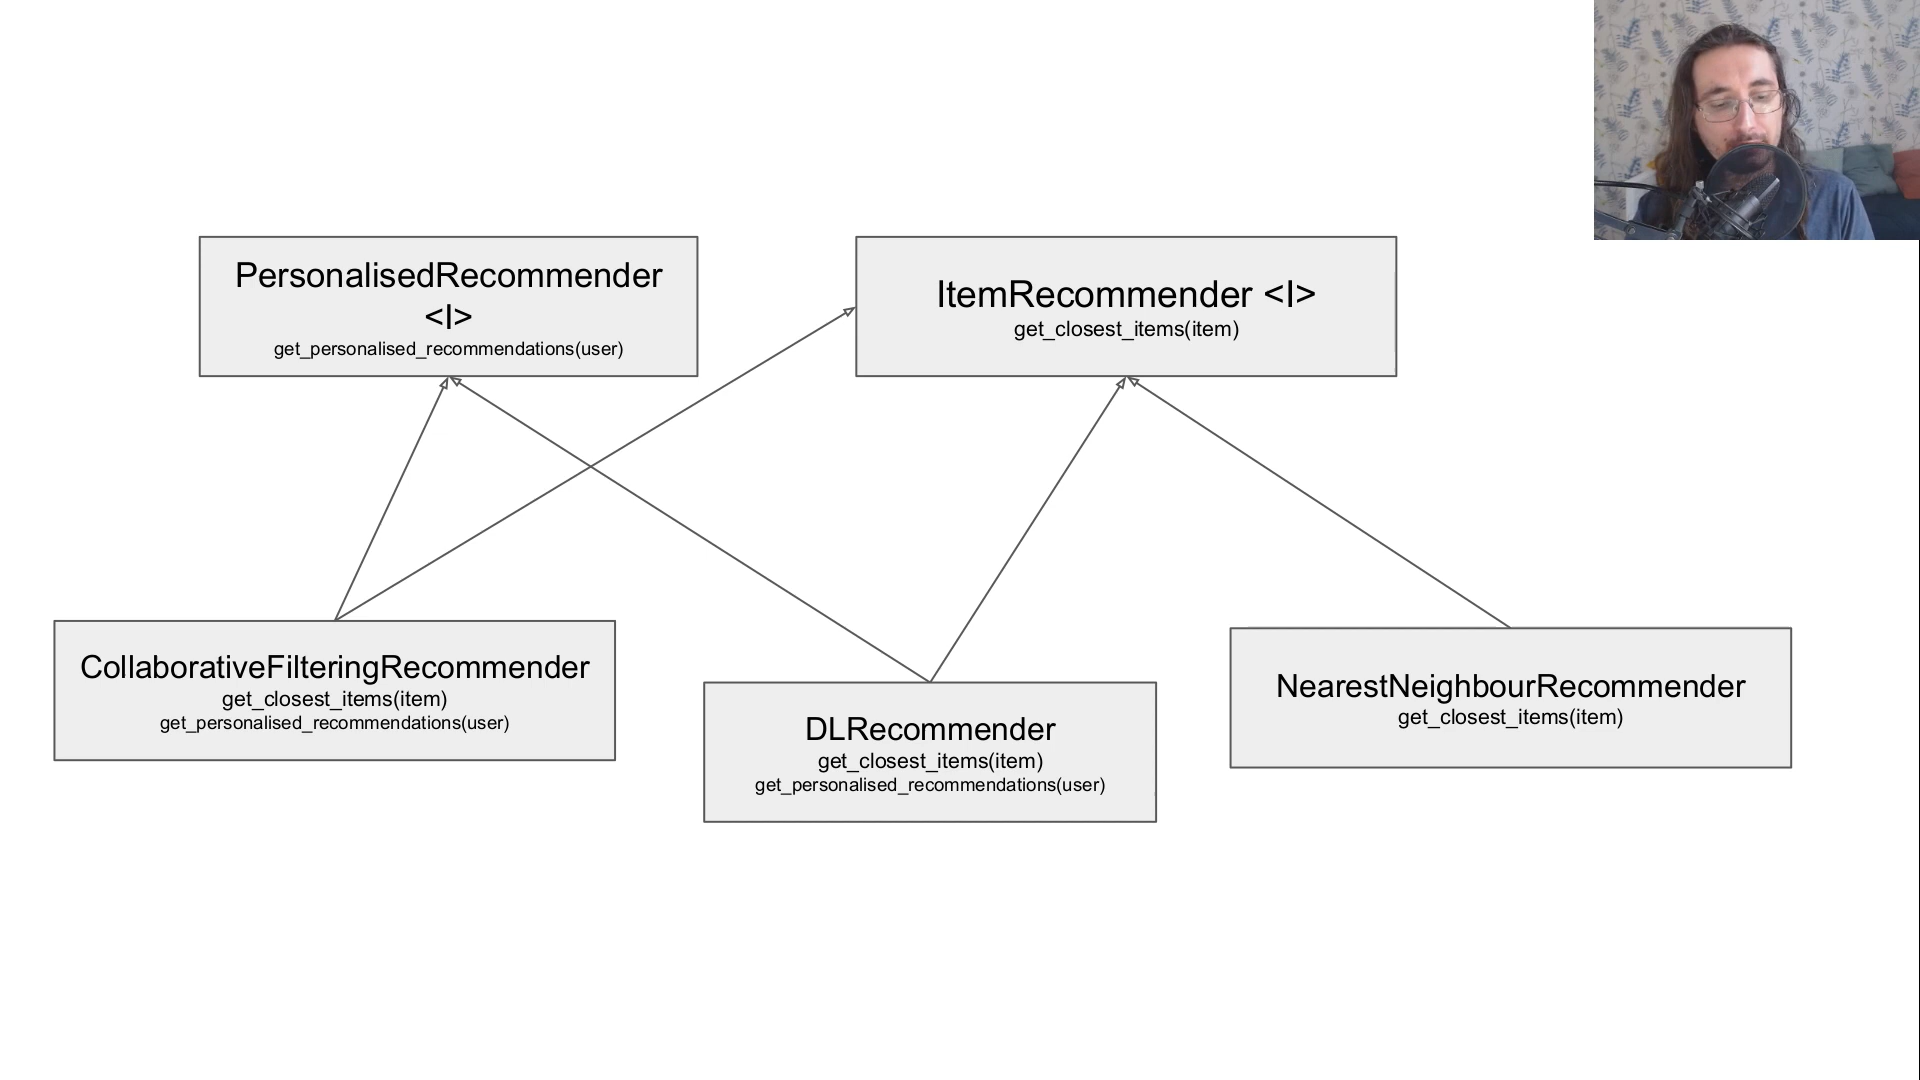 PersonalisedRecommender
<I>
get_personalised_recommendations(user)
ItemRecommender <I>
get_closest_items(item)
CollaborativeFilteringRecommender
get_closest_items(item)
get_personalised_recommendations(user)
DLRecommender
get_closest_items(item)
get_personalised_recommendations(user)
NearestNeighbourRecommender
get_closest_items(item)